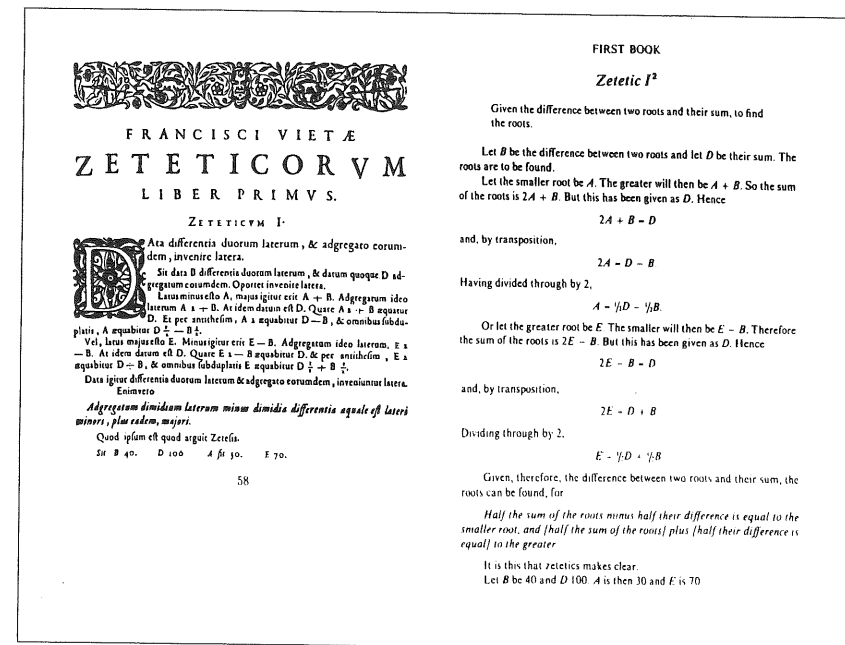 FRANCISCI VIETÆ
ZETETICORVM
LIBER PRIMVS.
ZETETICVM I.
DAta differentia duorum laterum, & adgregato eorum-
dem, invenire latera.
Sit data B differentia duorum laterum, & datum quoque D ad-
gregatum eorumdem. Oportet invenire latera.
Latus minus esto A, majus igitur erit A + B. Adgregatum ideo
laterum A 2 + B. At idem datum est D. Quare A 2 + B æquatur
D. Et per antithesim, A 2 æquabitur D — B, & omnibus subdu-
platis, A æquabitur D ½ — B ½.
Vel, latus majus esto E. Minus igitur erit E — B. Adgregatum ideo laterum, E 2
— B. At idem datum est D. Quare E 2 — B æquabitur D. & per antithesim, E 2
æquabitur D + B, & omnibus subduplatis E æquabitur D ½ + B ½.
Data igitur differentia duorum laterum & adgregato eorumdem, inveniuntur latera.
Enimvero
Adgregatum dimidium laterum minus dimidia differentia æquale est lateri
minori, plus eadem, majori.
Quod ipsum est quod arguit Zetesis.
Sit B 40. D 100 A fit 30. E 70.
58
FIRST BOOK
Zetetic I²
Given the difference between two roots and their sum, to find
the roots.
Let B be the difference between two roots and let D be their sum. The
roots are to be found.
Let the smaller root be A. The greater will then be A + B. So the sum
of the roots is 2A + B. But this has been given as D. Hence
2A + B = D
and, by transposition,
2A = D - B
Having divided through by 2,
A = ½D - ½B.
Or let the greater root be E. The smaller will then be E - B. Therefore
the sum of the roots is 2E - B. But this has been given as D. Hence
2E - B = D
and, by transposition,
2E = D + B
Dividing through by 2,
E = ½D + ½B
Given, therefore, the difference between two roots and their sum, the
roots can be found, for
Half the sum of the roots minus half their difference is equal to the
smaller root, and [half the sum of the roots] plus [half their difference is
equal] to the greater
It is this that zetetics makes clear.
Let B be 40 and D 100. A is then 30 and E is 70